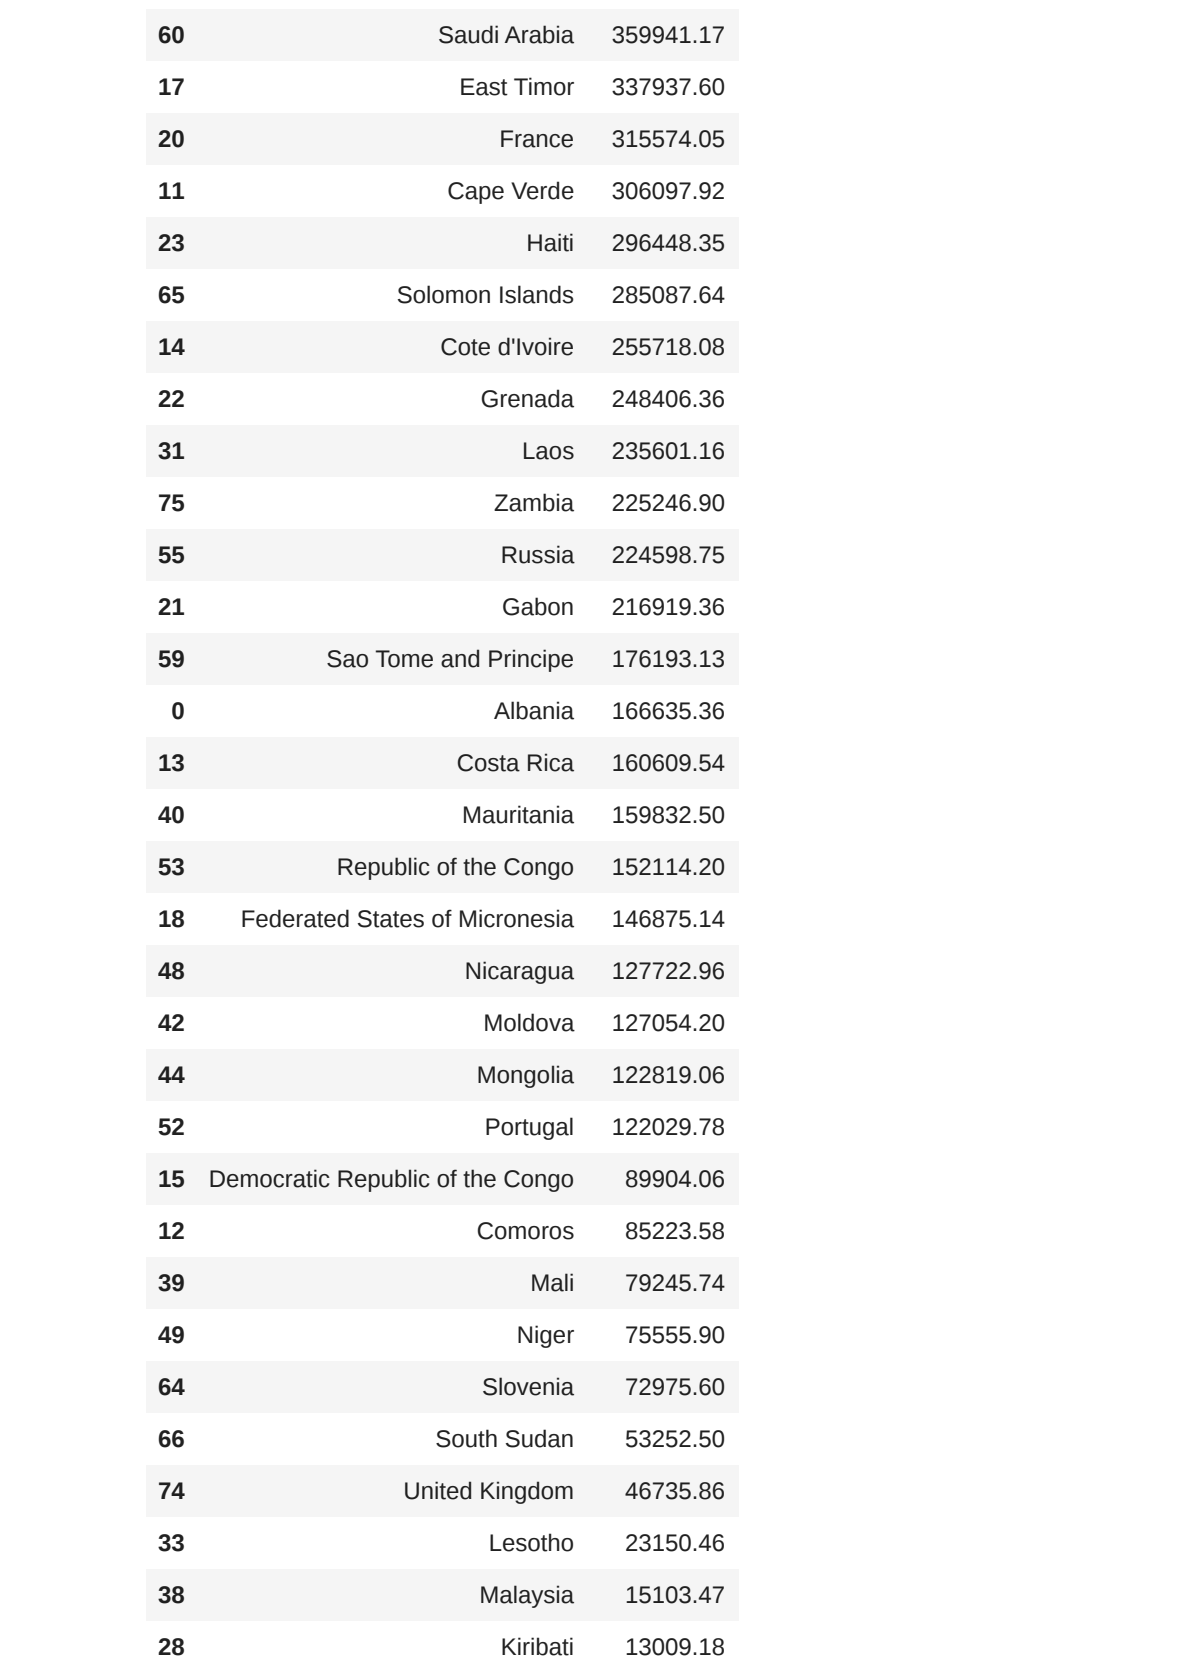 60 Saudi Arabia 359941.17
17 East Timor 337937.60
20 France 315574.05
11 Cape Verde 306097.92
23 Haiti 296448.35
65 Solomon Islands 285087.64
14 Cote d'Ivoire 255718.08
22 Grenada 248406.36
31 Laos 235601.16
75 Zambia 225246.90
55 Russia 224598.75
21 Gabon 216919.36
59 Sao Tome and Principe 176193.13
0 Albania 166635.36
13 Costa Rica 160609.54
40 Mauritania 159832.50
53 Republic of the Congo 152114.20
18 Federated States of Micronesia 146875.14
48 Nicaragua 127722.96
42 Moldova 127054.20
44 Mongolia 122819.06
52 Portugal 122029.78
15 Democratic Republic of the Congo 89904.06
12 Comoros 85223.58
39 Mali 79245.74
49 Niger 75555.90
64 Slovenia 72975.60
66 South Sudan 53252.50
74 United Kingdom 46735.86
33 Lesotho 23150.46
38 Malaysia 15103.47
28 Kiribati 13009.18